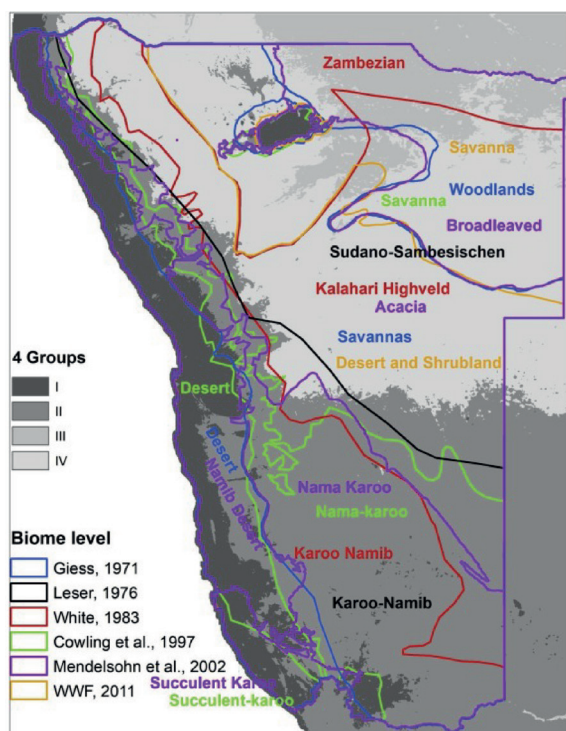 Zambezian
Savanna
Woodlands
Savanna
Broadleaved
Sudano-Sambesischen
Kalahari Highveld
Acacia
Savannas
Desert and Shrubland
4 Groups
I
II
III
IV
Desert
Desert
Namib Desert
Nama Karoo
Nama-karoo
Karoo Namib
Karoo-Namib
Biome level
Giess, 1971
Leser, 1976
White, 1983
Cowling et al., 1997
Mendelsohn et al., 2002
WWF, 2011
Succulent Karoo
Succulent-karoo